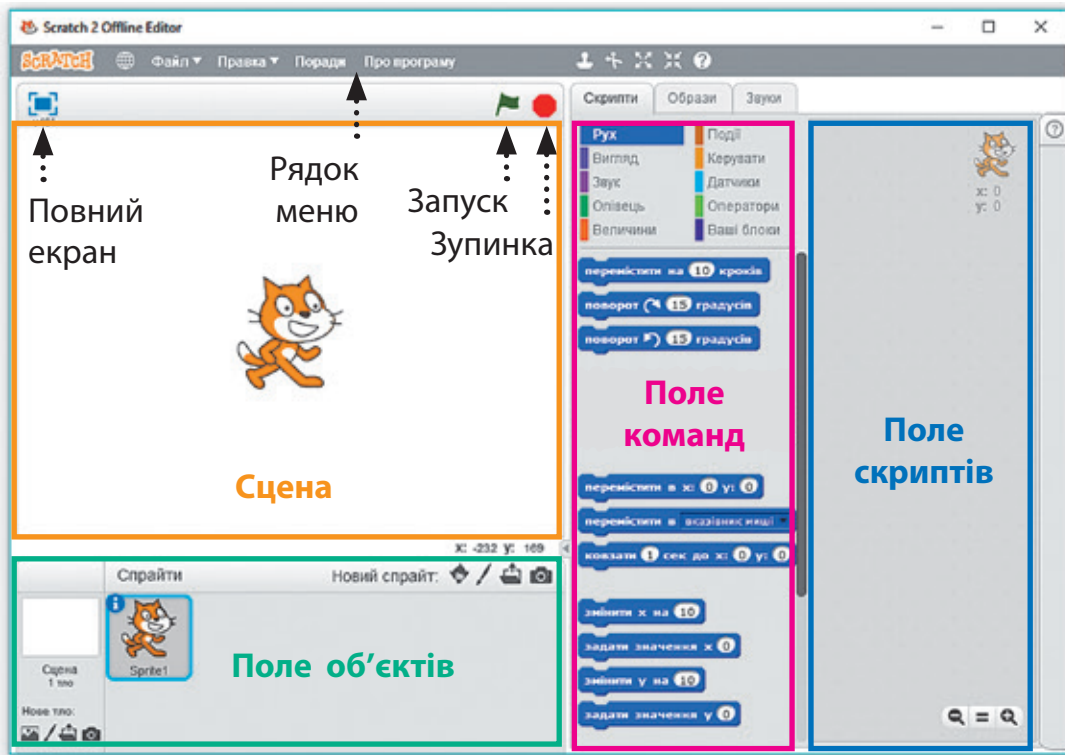 Scratch 2 Offline Editor
SCRATCH Файл Правка Поради Про програму
Скрипти Образи Звуки
Повний
екран
Рядок
меню
Запуск
Зупинка
Сцена
x: -232 y: 169
Рух Події
Вигляд Керувати
Звук Датчики
Олівець Оператори
Величини Ваші блоки
перемістити на 10 кроків
поворот 15 градусів
поворот 15 градусів
Поле
команд
перемістити в x: 0 y: 0
перемістити в вказівник миші
ковзати 1 сек до x: 0 y: 0
змінити x на 10
задати значення x 0
змінити y на 10
задати значення y 0
x: 0
y: 0
Поле
скриптів
Спрайти Новий спрайт:
Сцена
1 тло
Нове тло:
Sprite1
Поле об’єктів